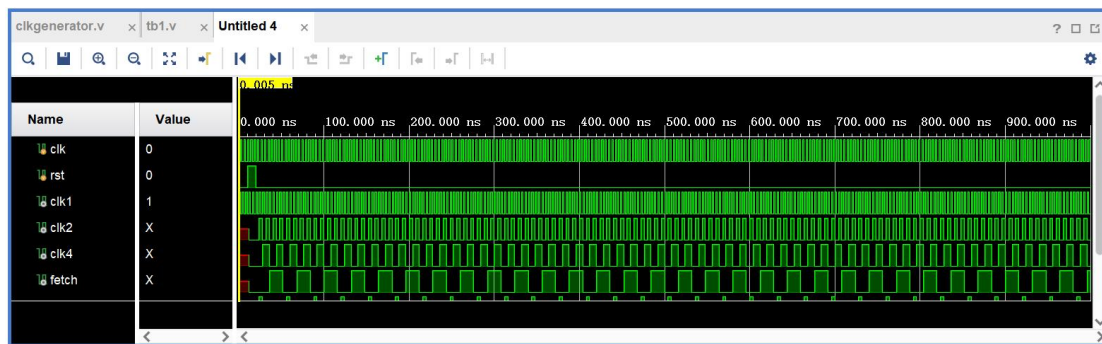 clkgenerator.v × tb1.v × Untitled 4 ×
0.005 ns
Name Value
0.000 ns 100.000 ns 200.000 ns 300.000 ns 400.000 ns 500.000 ns 600.000 ns 700.000 ns 800.000 ns 900.000 ns
clk 0
rst 0
clk1 1
clk2 X
clk4 X
fetch X